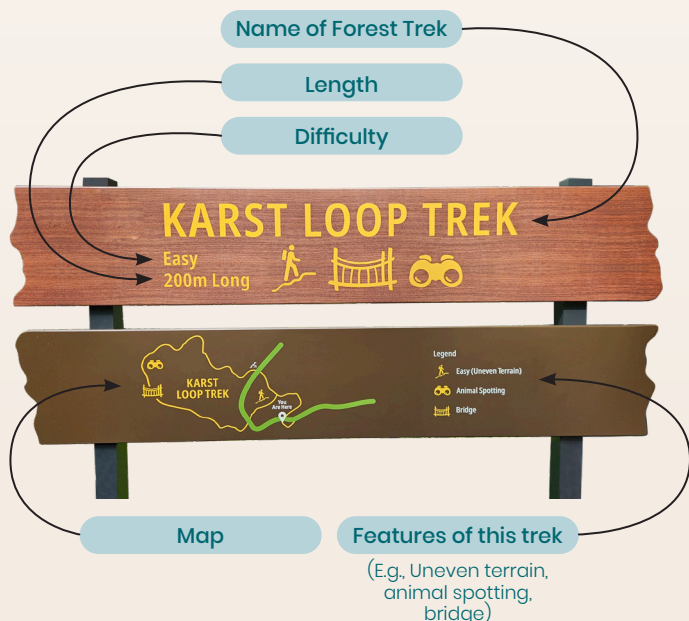 Name of Forest Trek
Length
Difficulty
KARST LOOP TREK
Easy
200m Long
KARST
LOOP TREK
You
Are Here
Legend
Easy (Uneven Terrain)
Animal Spotting
Bridge
Map
Features of this trek
(E.g., Uneven terrain,
animal spotting,
bridge)